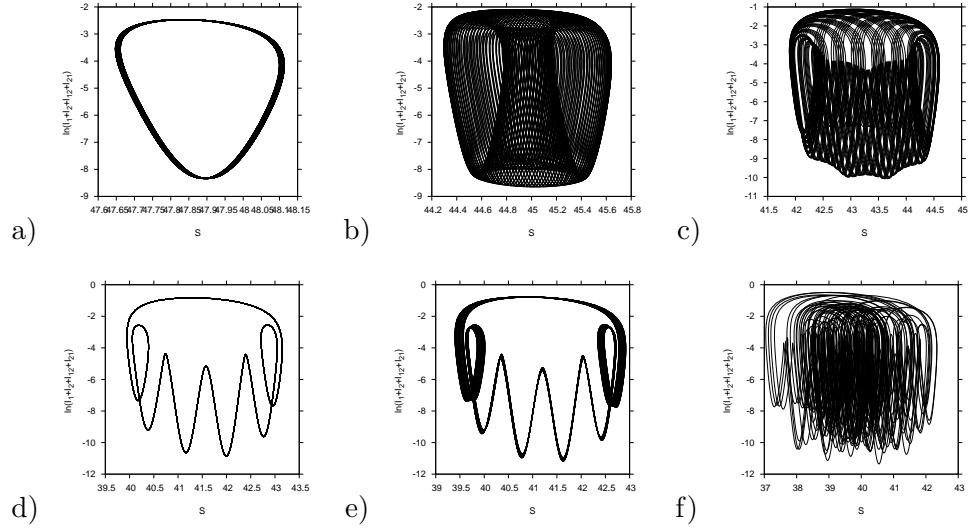 -2
-3
-4
-5
-6
-7
-8
-9
ln(I₁+I₂+I₁₂+I₂₁)
47.6 47.65 47.7 47.75 47.8 47.85 47.9 47.95 48 48.05 48.1 48.15
S
a)
-1
-2
-3
-4
-5
-6
-7
-8
-9
ln(I₁+I₂+I₁₂+I₂₁)
44.2 44.4 44.6 44.8 45 45.2 45.4 45.6 45.8
S
b)
-1
-2
-3
-4
-5
-6
-7
-8
-9
-10
-11
ln(I₁+I₂+I₁₂+I₂₁)
41.5 42 42.5 43 43.5 44 44.5 45
S
c)
0
-2
-4
-6
-8
-10
-12
ln(I₁+I₂+I₁₂+I₂₁)
39.5 40 40.5 41 41.5 42 42.5 43 43.5
S
d)
0
-2
-4
-6
-8
-10
-12
ln(I₁+I₂+I₁₂+I₂₁)
39 39.5 40 40.5 41 41.5 42 42.5 43
S
e)
0
-2
-4
-6
-8
-10
-12
ln(I₁+I₂+I₁₂+I₂₁)
37 38 39 40 41 42 43
S
f)